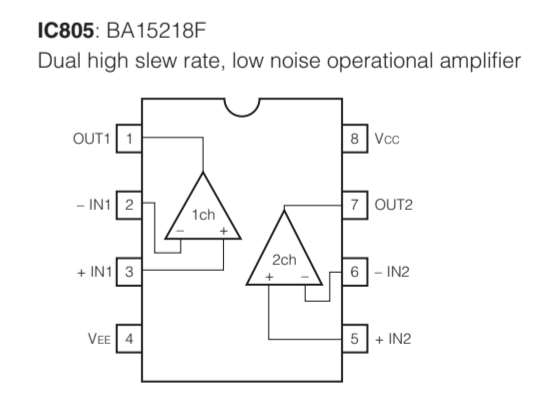 IC805: BA15218F
Dual high slew rate, low noise operational amplifier
OUT1 1
8 VCC
– IN1 2
7 OUT2
1ch
– +
+ IN1 3
2ch
+ –
6 – IN2
VEE 4
5 + IN2